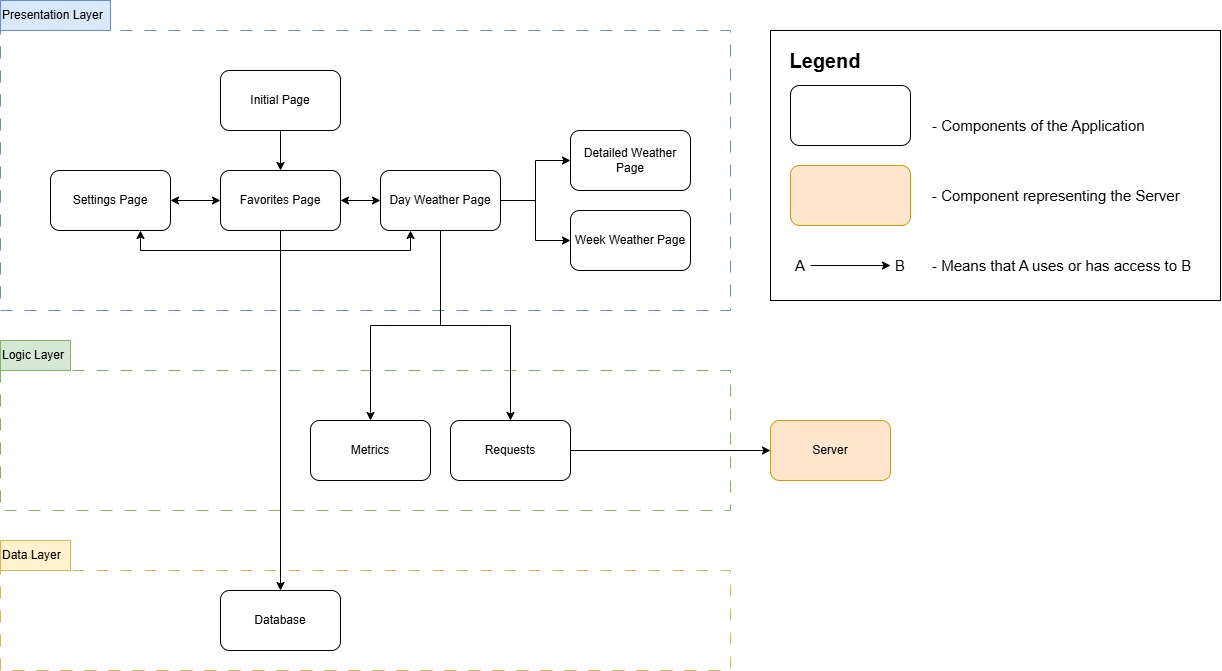 Presentation Layer
Legend
Initial Page
- Components of the Application
Detailed Weather
Page
Settings Page
Favorites Page
Day Weather Page
- Component representing the Server
Week Weather Page
A
B
- Means that A uses or has access to B
Logic Layer
Metrics
Requests
Server
Data Layer
Database